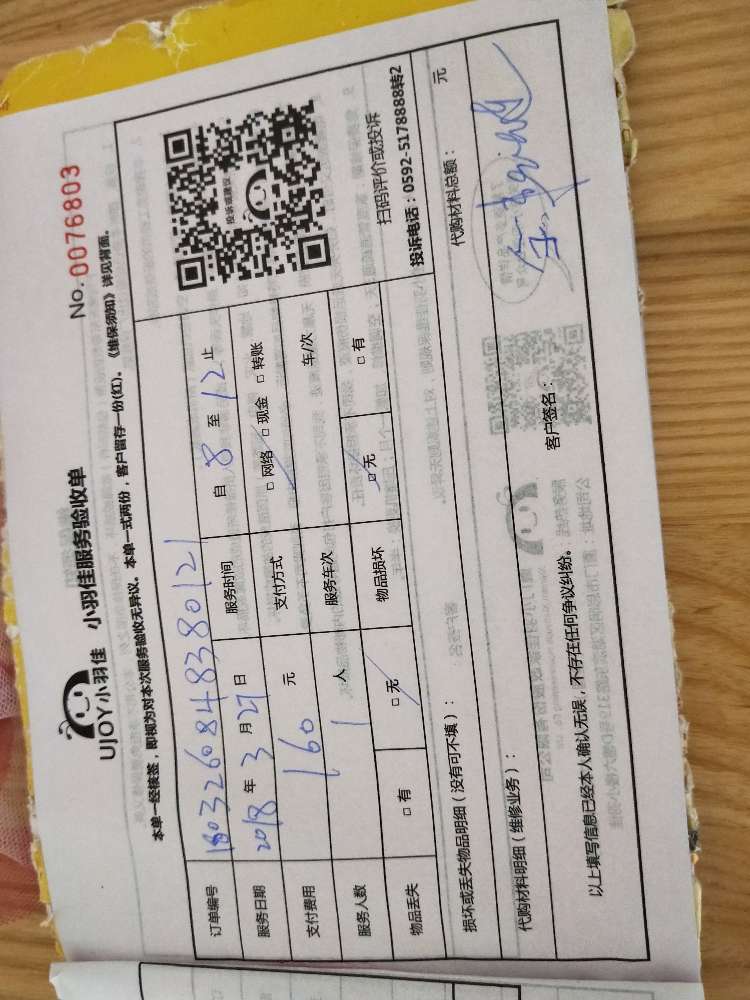 UJOY小羽佳 小羽佳服务验收单
No. 0076803
本单一经核签，即视为对本次服务验收无异议。本单一式两份，客户留存一份(红)。《维保须知》详见背面。
订单编号 180326084838012
服务日期 2018 年 3 月 27 日 服务时间 自 8 至 12 止
支付费用 160 元 支付方式 □网络 □现金 □转账
服务人数 1 人 服务车次 车/次
物品丢失 □有 □无 物品损坏 □无 □有
投诉或建议
扫码评价或投诉
投诉电话：0592-5178888转2
损坏或丢失物品明细（没有可不填）：
代购材料明细（维修业务）： 代购材料总额： 元
以上填写信息已经本人确认无误，不存在任何争议纠纷。 客户签名：